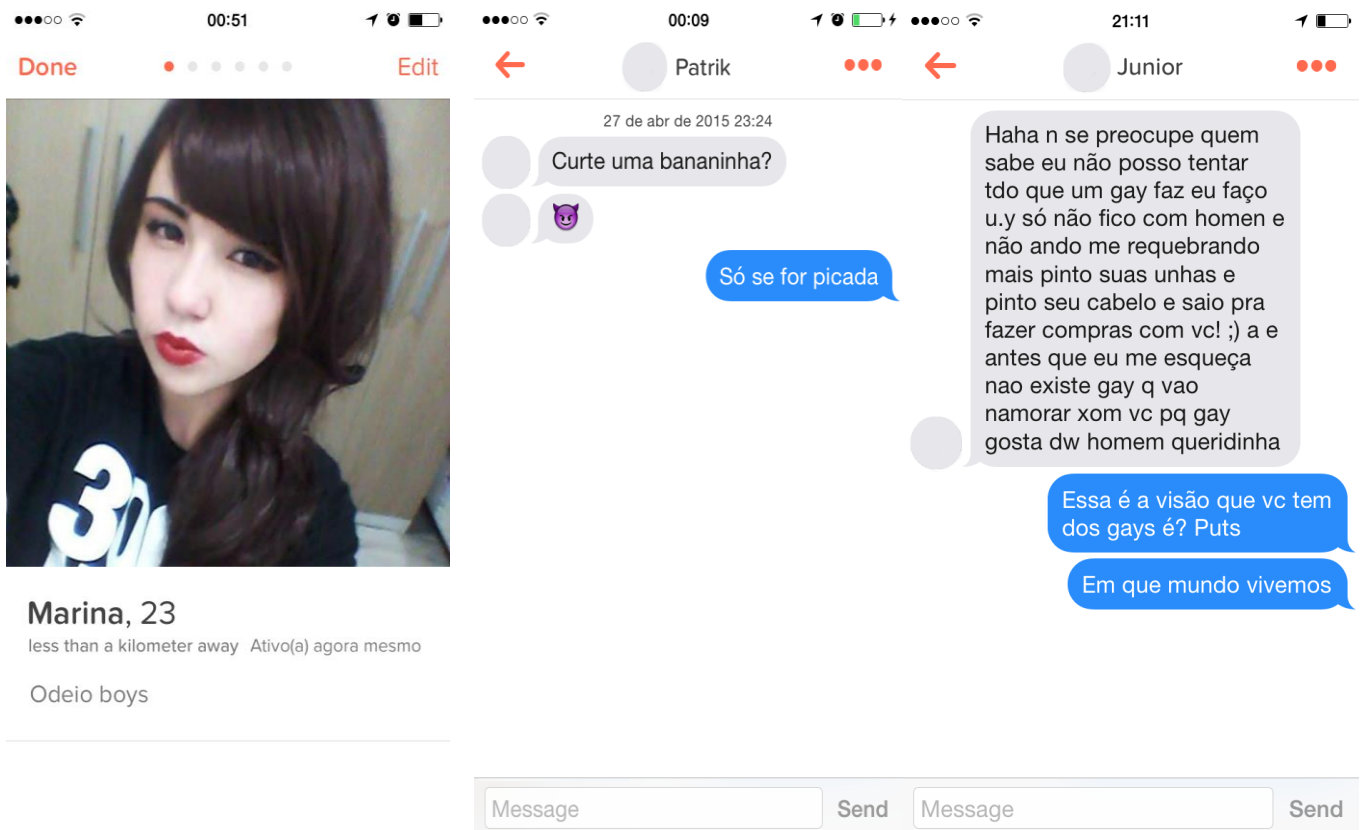 00:51
Done
Edit
30
Marina, 23
less than a kilometer away Ativo(a) agora mesmo
Odeio boys
00:09
Patrik
27 de abr de 2015 23:24
Curte uma bananinha?
Só se for picada
Message
Send
21:11
Junior
Haha n se preocupe quem
sabe eu não posso tentar
tdo que um gay faz eu faço
u.y só não fico com homen e
não ando me requebrando
mais pinto suas unhas e
pinto seu cabelo e saio pra
fazer compras com vc! ;) a e
antes que eu me esqueça
nao existe gay q vao
namorar xom vc pq gay
gosta dw homem queridinha
Essa é a visão que vc tem
dos gays é? Puts
Em que mundo vivemos
Message
Send